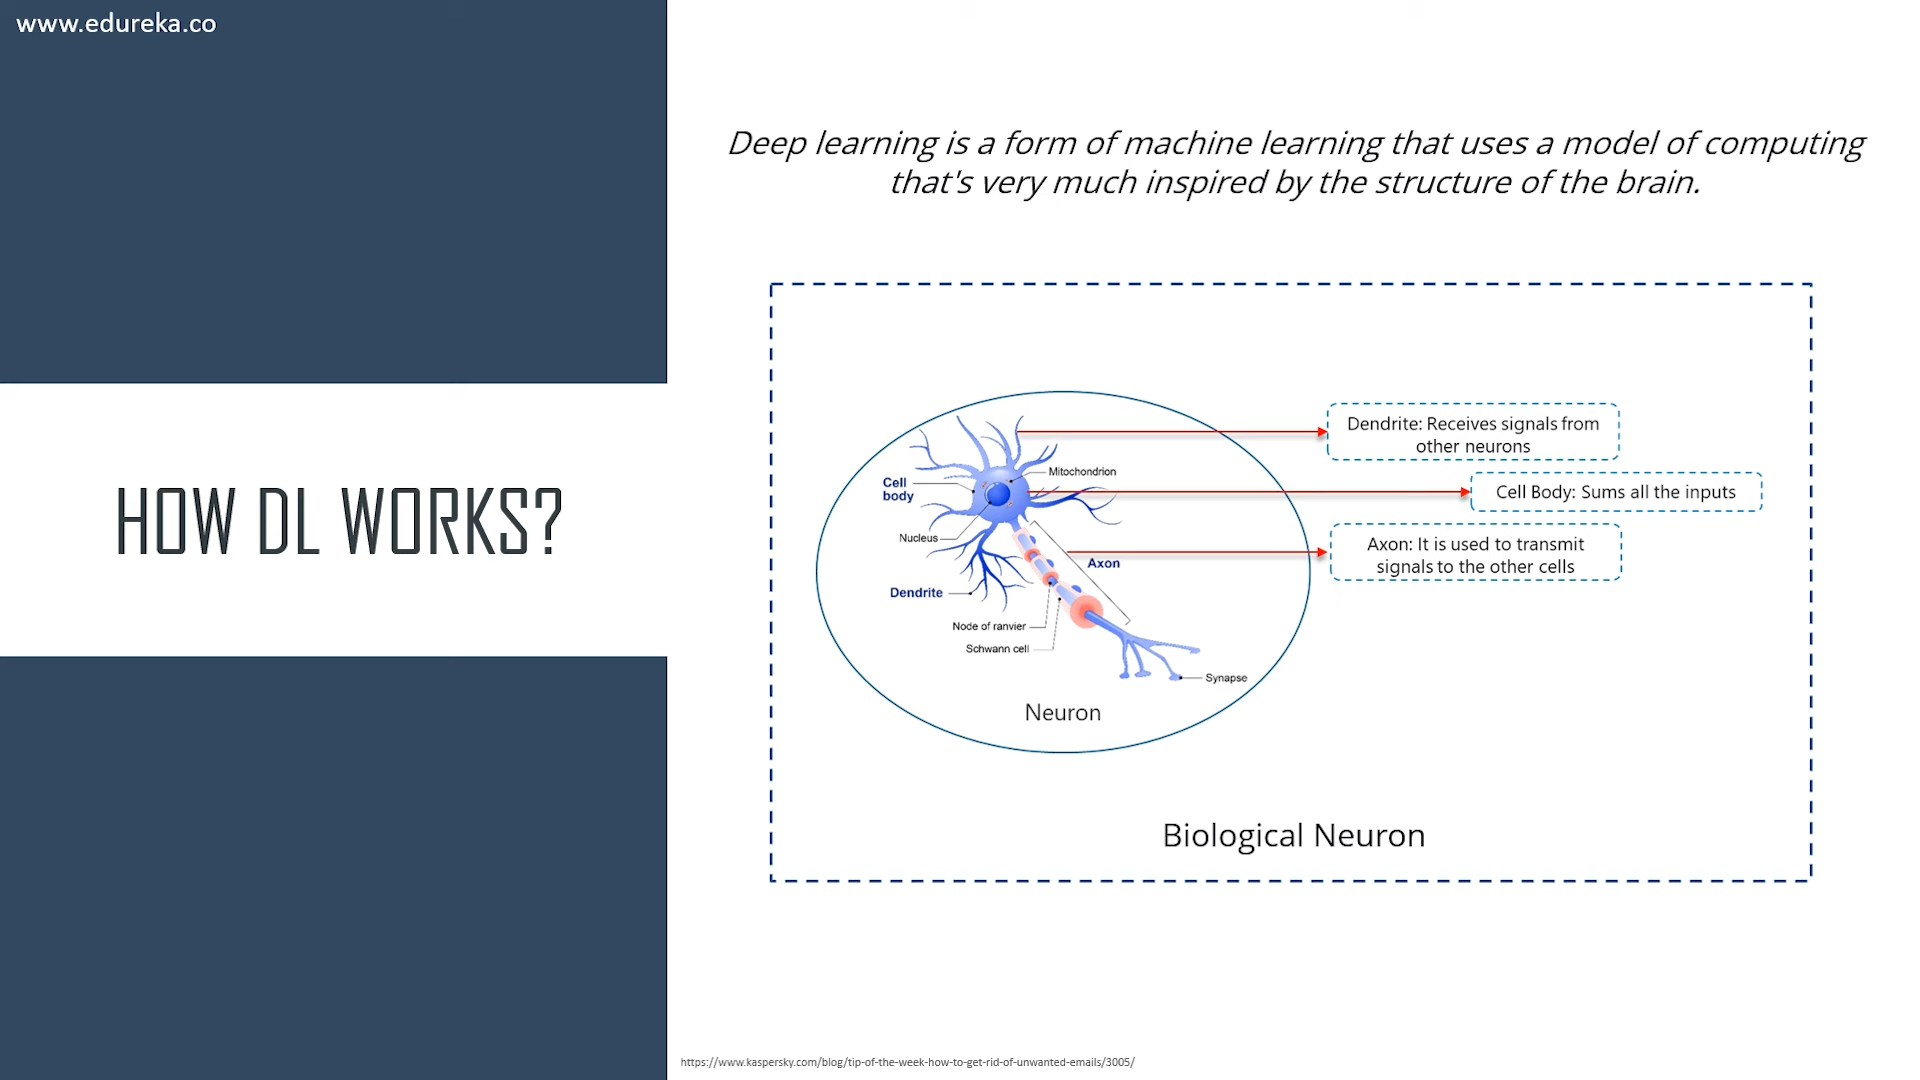 www.edureka.co
Deep learning is a form of machine learning that uses a model of computing
that's very much inspired by the structure of the brain.
HOW DL WORKS?
Dendrite: Receives signals from
other neurons
Mitochondrion
Cell
body
Cell Body: Sums all the inputs
Nucleus
Axon: It is used to transmit
signals to the other cells
Axon
Dendrite
Node of ranvier
Schwann cell
Synapse
Neuron
Biological Neuron
https://www.kaspersky.com/blog/tip-of-the-week-how-to-get-rid-of-unwanted-emails/3005/